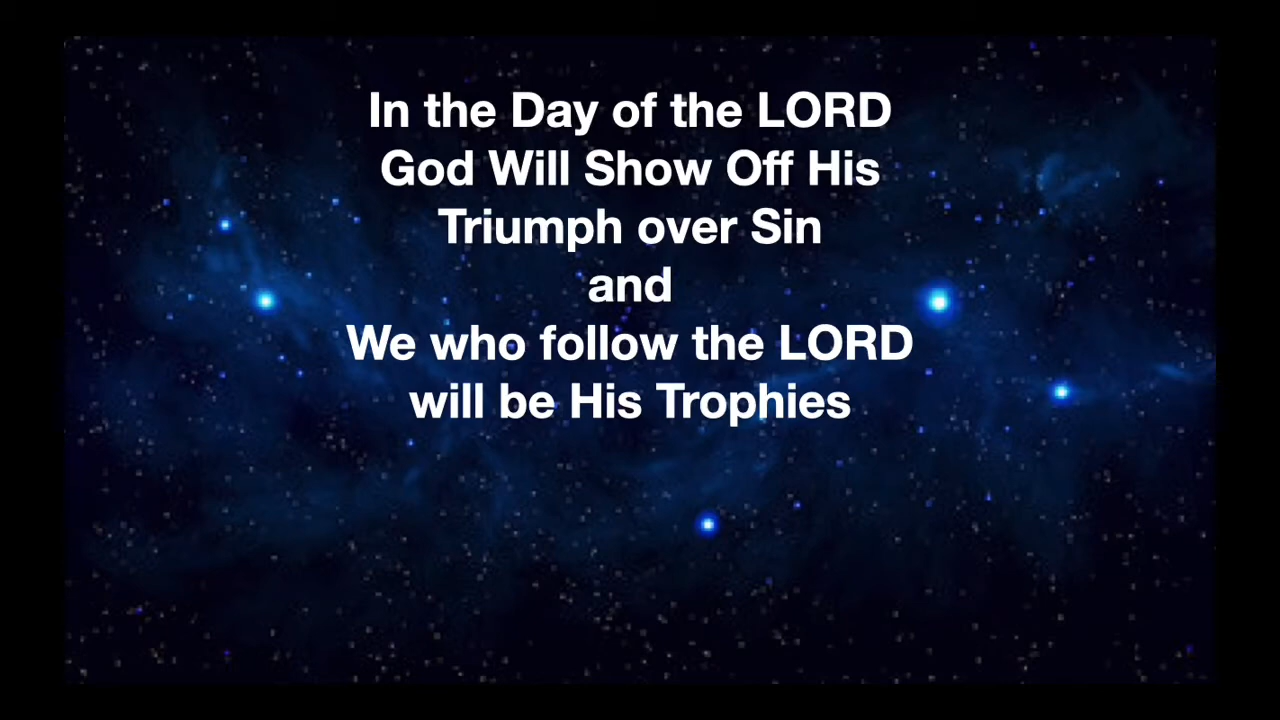 In the Day of the LORD
God Will Show Off His
Triumph over Sin
and
We who follow the LORD
will be His Trophies